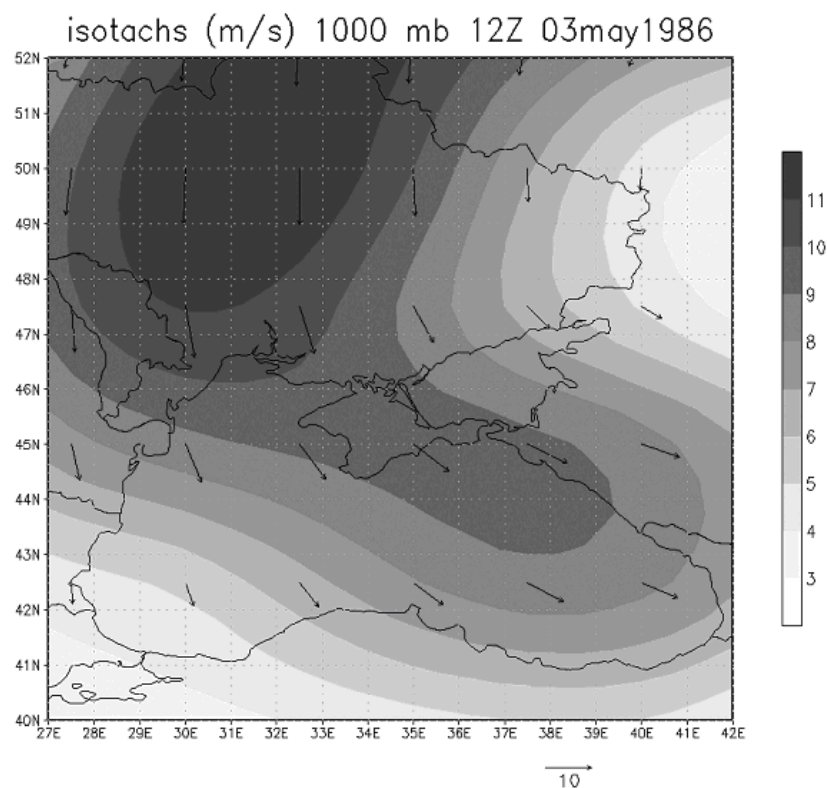 isotachs (m/s) 1000 mb 12Z 03may1986
52N
51N
50N
49N
48N
47N
46N
45N
44N
43N
42N
41N
40N
27E 28E 29E 30E 31E 32E 33E 34E 35E 36E 37E 38E 39E 40E 41E 42E
11
10
9
8
7
6
5
4
3
10